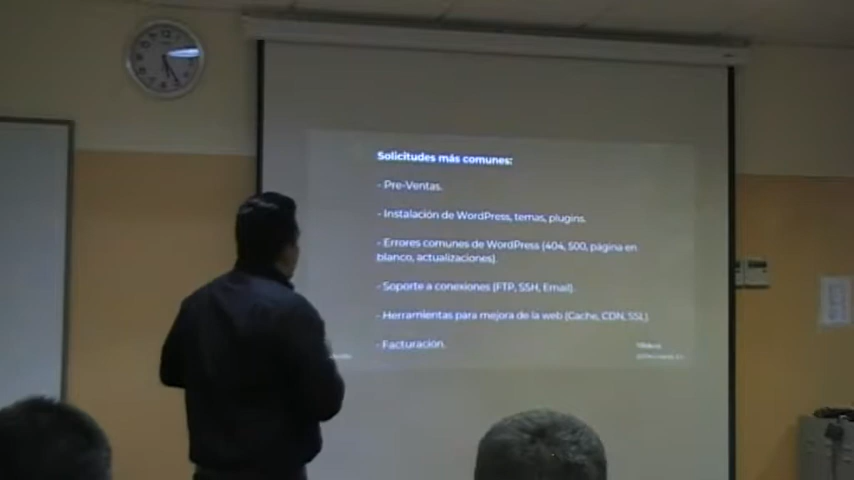 Solicitudes más comunes:
- Pre-Ventas.
- Instalación de WordPress, temas, plugins.
- Errores comunes de WordPress (404, 500, página en
blanco, actualizaciones).
- Soporte a conexiones (FTP, SSH, Email).
- Herramientas para mejora de la web (Cache, CDN, SSL).
- Facturación.